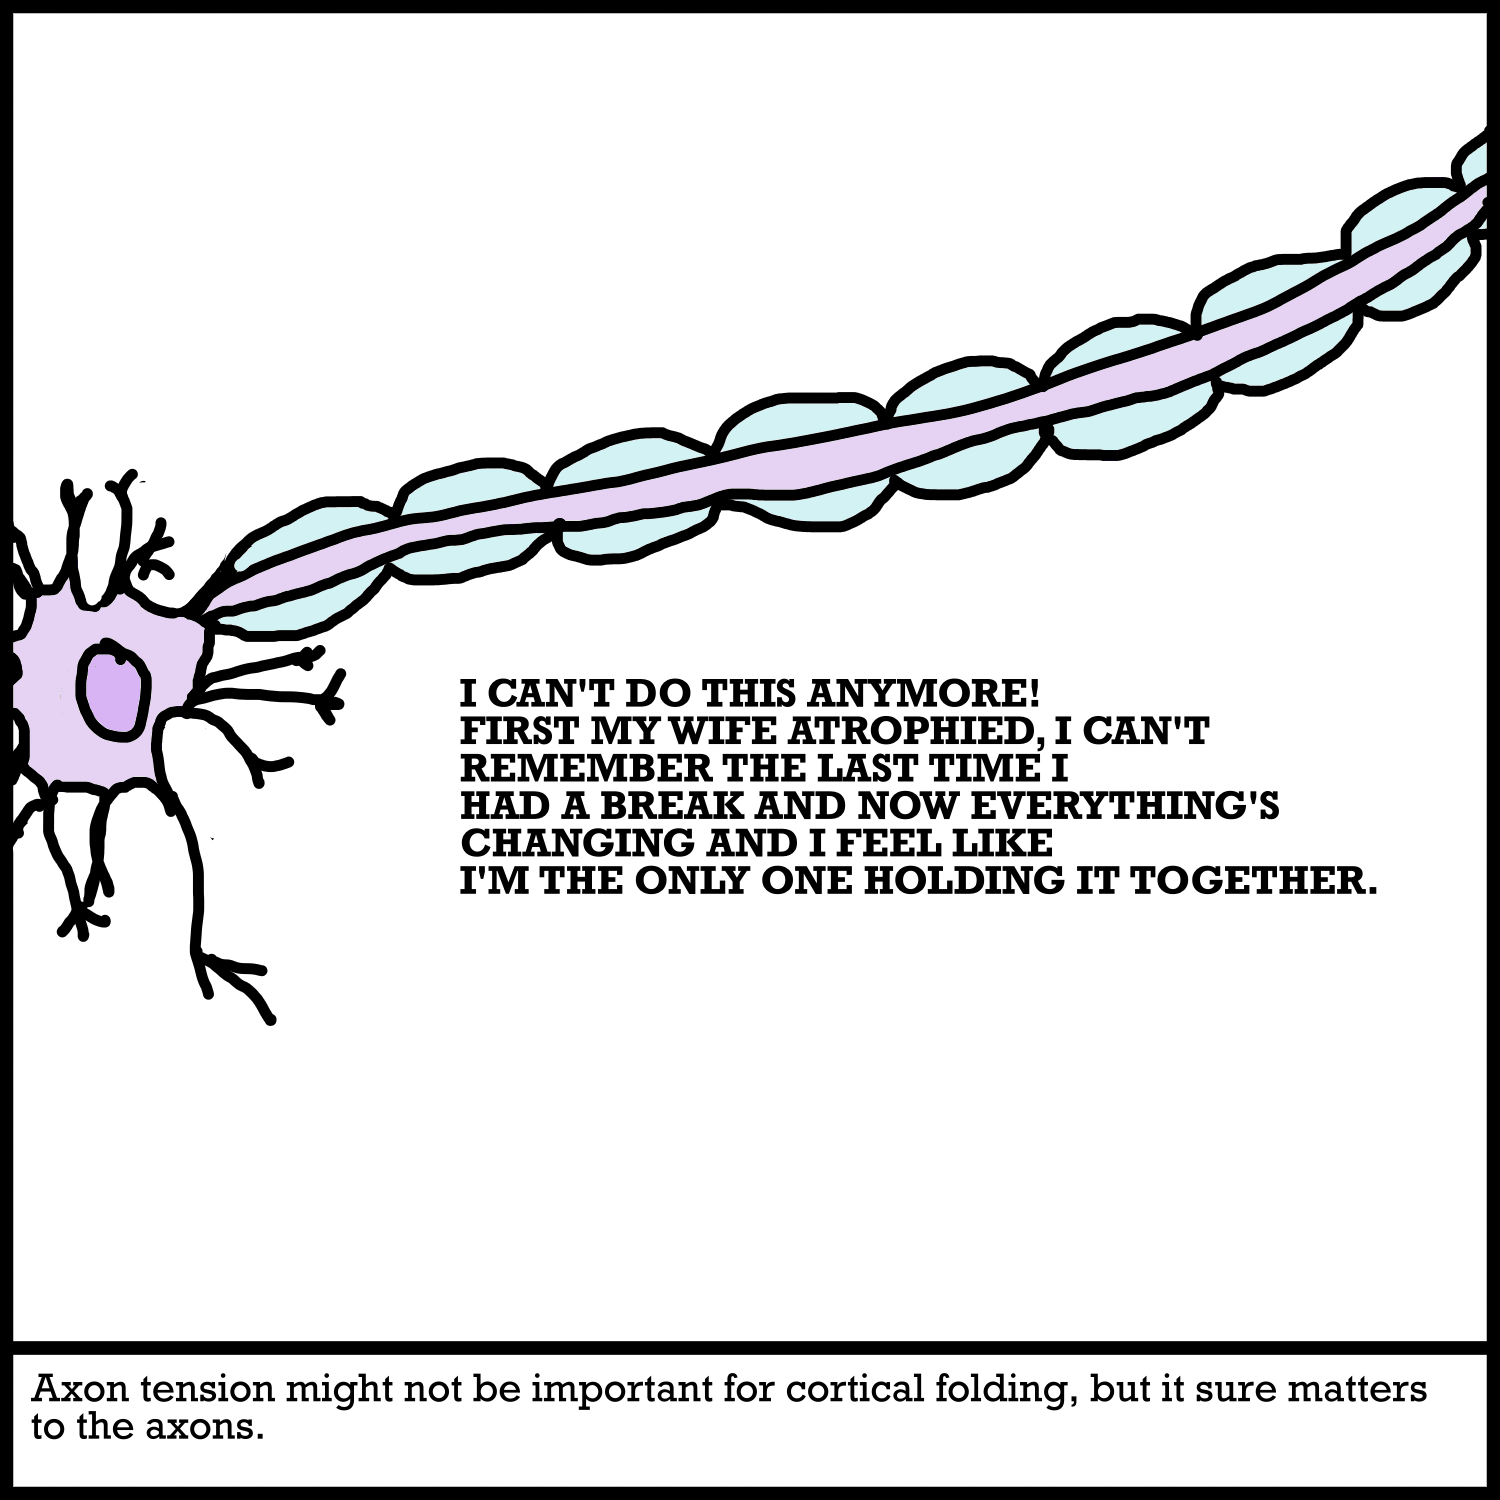 I CAN'T DO THIS ANYMORE!
FIRST MY WIFE ATROPHIED, I CAN'T
REMEMBER THE LAST TIME I
HAD A BREAK AND NOW EVERYTHING'S
CHANGING AND I FEEL LIKE
I'M THE ONLY ONE HOLDING IT TOGETHER.
Axon tension might not be important for cortical folding, but it sure matters
to the axons.